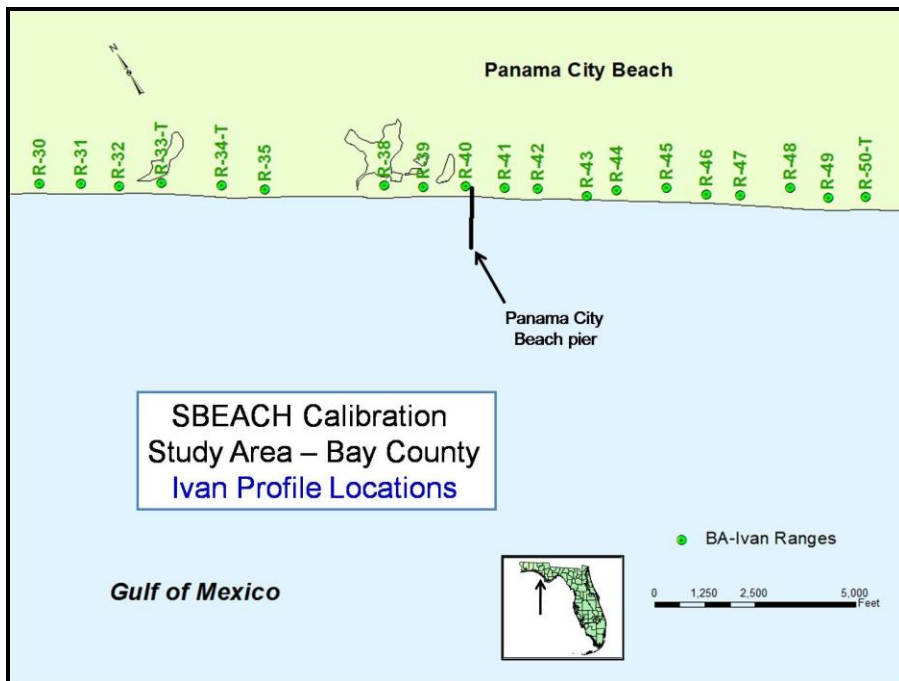 N
Panama City Beach
R-30
R-31
R-32
R-33-T
R-34-T
R-35
R-38
R-39
R-40
R-41
R-42
R-43
R-44
R-45
R-46
R-47
R-48
R-49
R-50-T
Panama City
Beach pier
SBEACH Calibration
Study Area – Bay County
Ivan Profile Locations
BA-Ivan Ranges
Gulf of Mexico
0 1,250 2,500 5,000
Feet